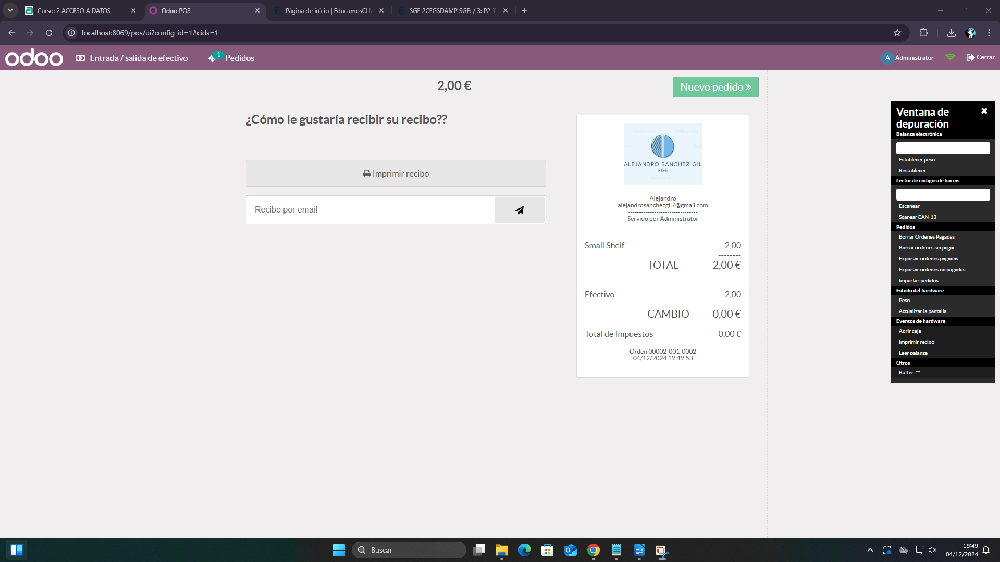 Curso: 2 ACCESO A DATOS
Odoo POS
Página de inicio | EducamosCLM
SGE 2CFGSDAMP SGE: / 3: P2-T
localhost:8069/pos/ui?config_id=1#cids=1
odoo
Entrada / salida de efectivo
1
Pedidos
A
Administrator
Cerrar
2,00 €
Nuevo pedido
¿Cómo le gustaría recibir su recibo??
Imprimir recibo
Recibo por email
ALEJANDRO SANCHEZ GIL
SGE
Alejandro
alejandrosanchezgil7@gmail.com
--------------------------------
Servido por Administrator
Small Shelf 2,00
--------
TOTAL 2,00 €
Efectivo 2,00
CAMBIO 0,00 €
Total de Impuestos 0,00 €
Orden 00002-001-0002
04/12/2024 19:49:53
Ventana de
depuración
Balanza electrónica
Establecer peso
Restablecer
Lector de códigos de barras
Escanear
Scanear EAN-13
Pedidos
Borrar Órdenes Pagadas
Borrar órdenes sin pagar
Exportar órdenes pagadas
Exportar órdenes no pagadas
Importar pedidos
Estado del hardware
Peso
Actualizar la pantalla
Eventos de hardware
Abrir caja
Imprimir recibo
Leer balanza
Otros
Buffer: ""
Buscar
19:49
04/12/2024